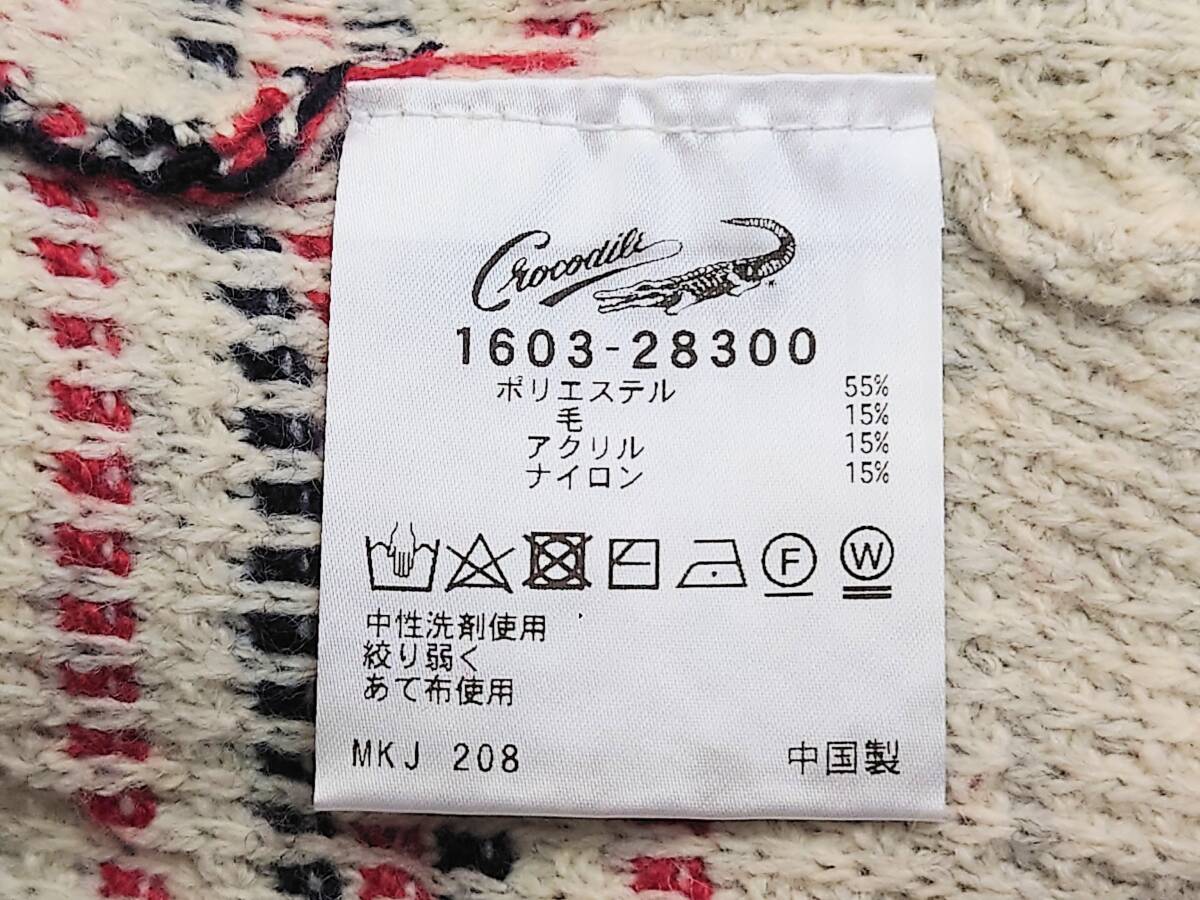 Crocodile
1603-28300
ポリエステル 55%
毛 15%
アクリル 15%
ナイロン 15%
F W
中性洗剤使用
絞り弱く
あて布使用
MKJ 208 中国製